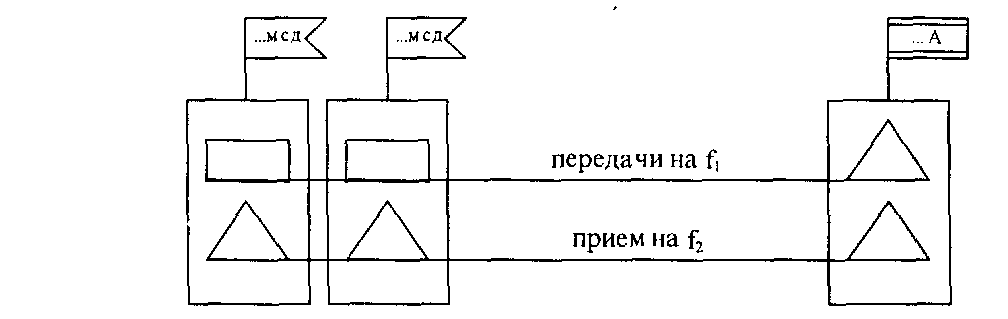 ...мсд
...мсд
... А
передачи на f₁
прием на f₂